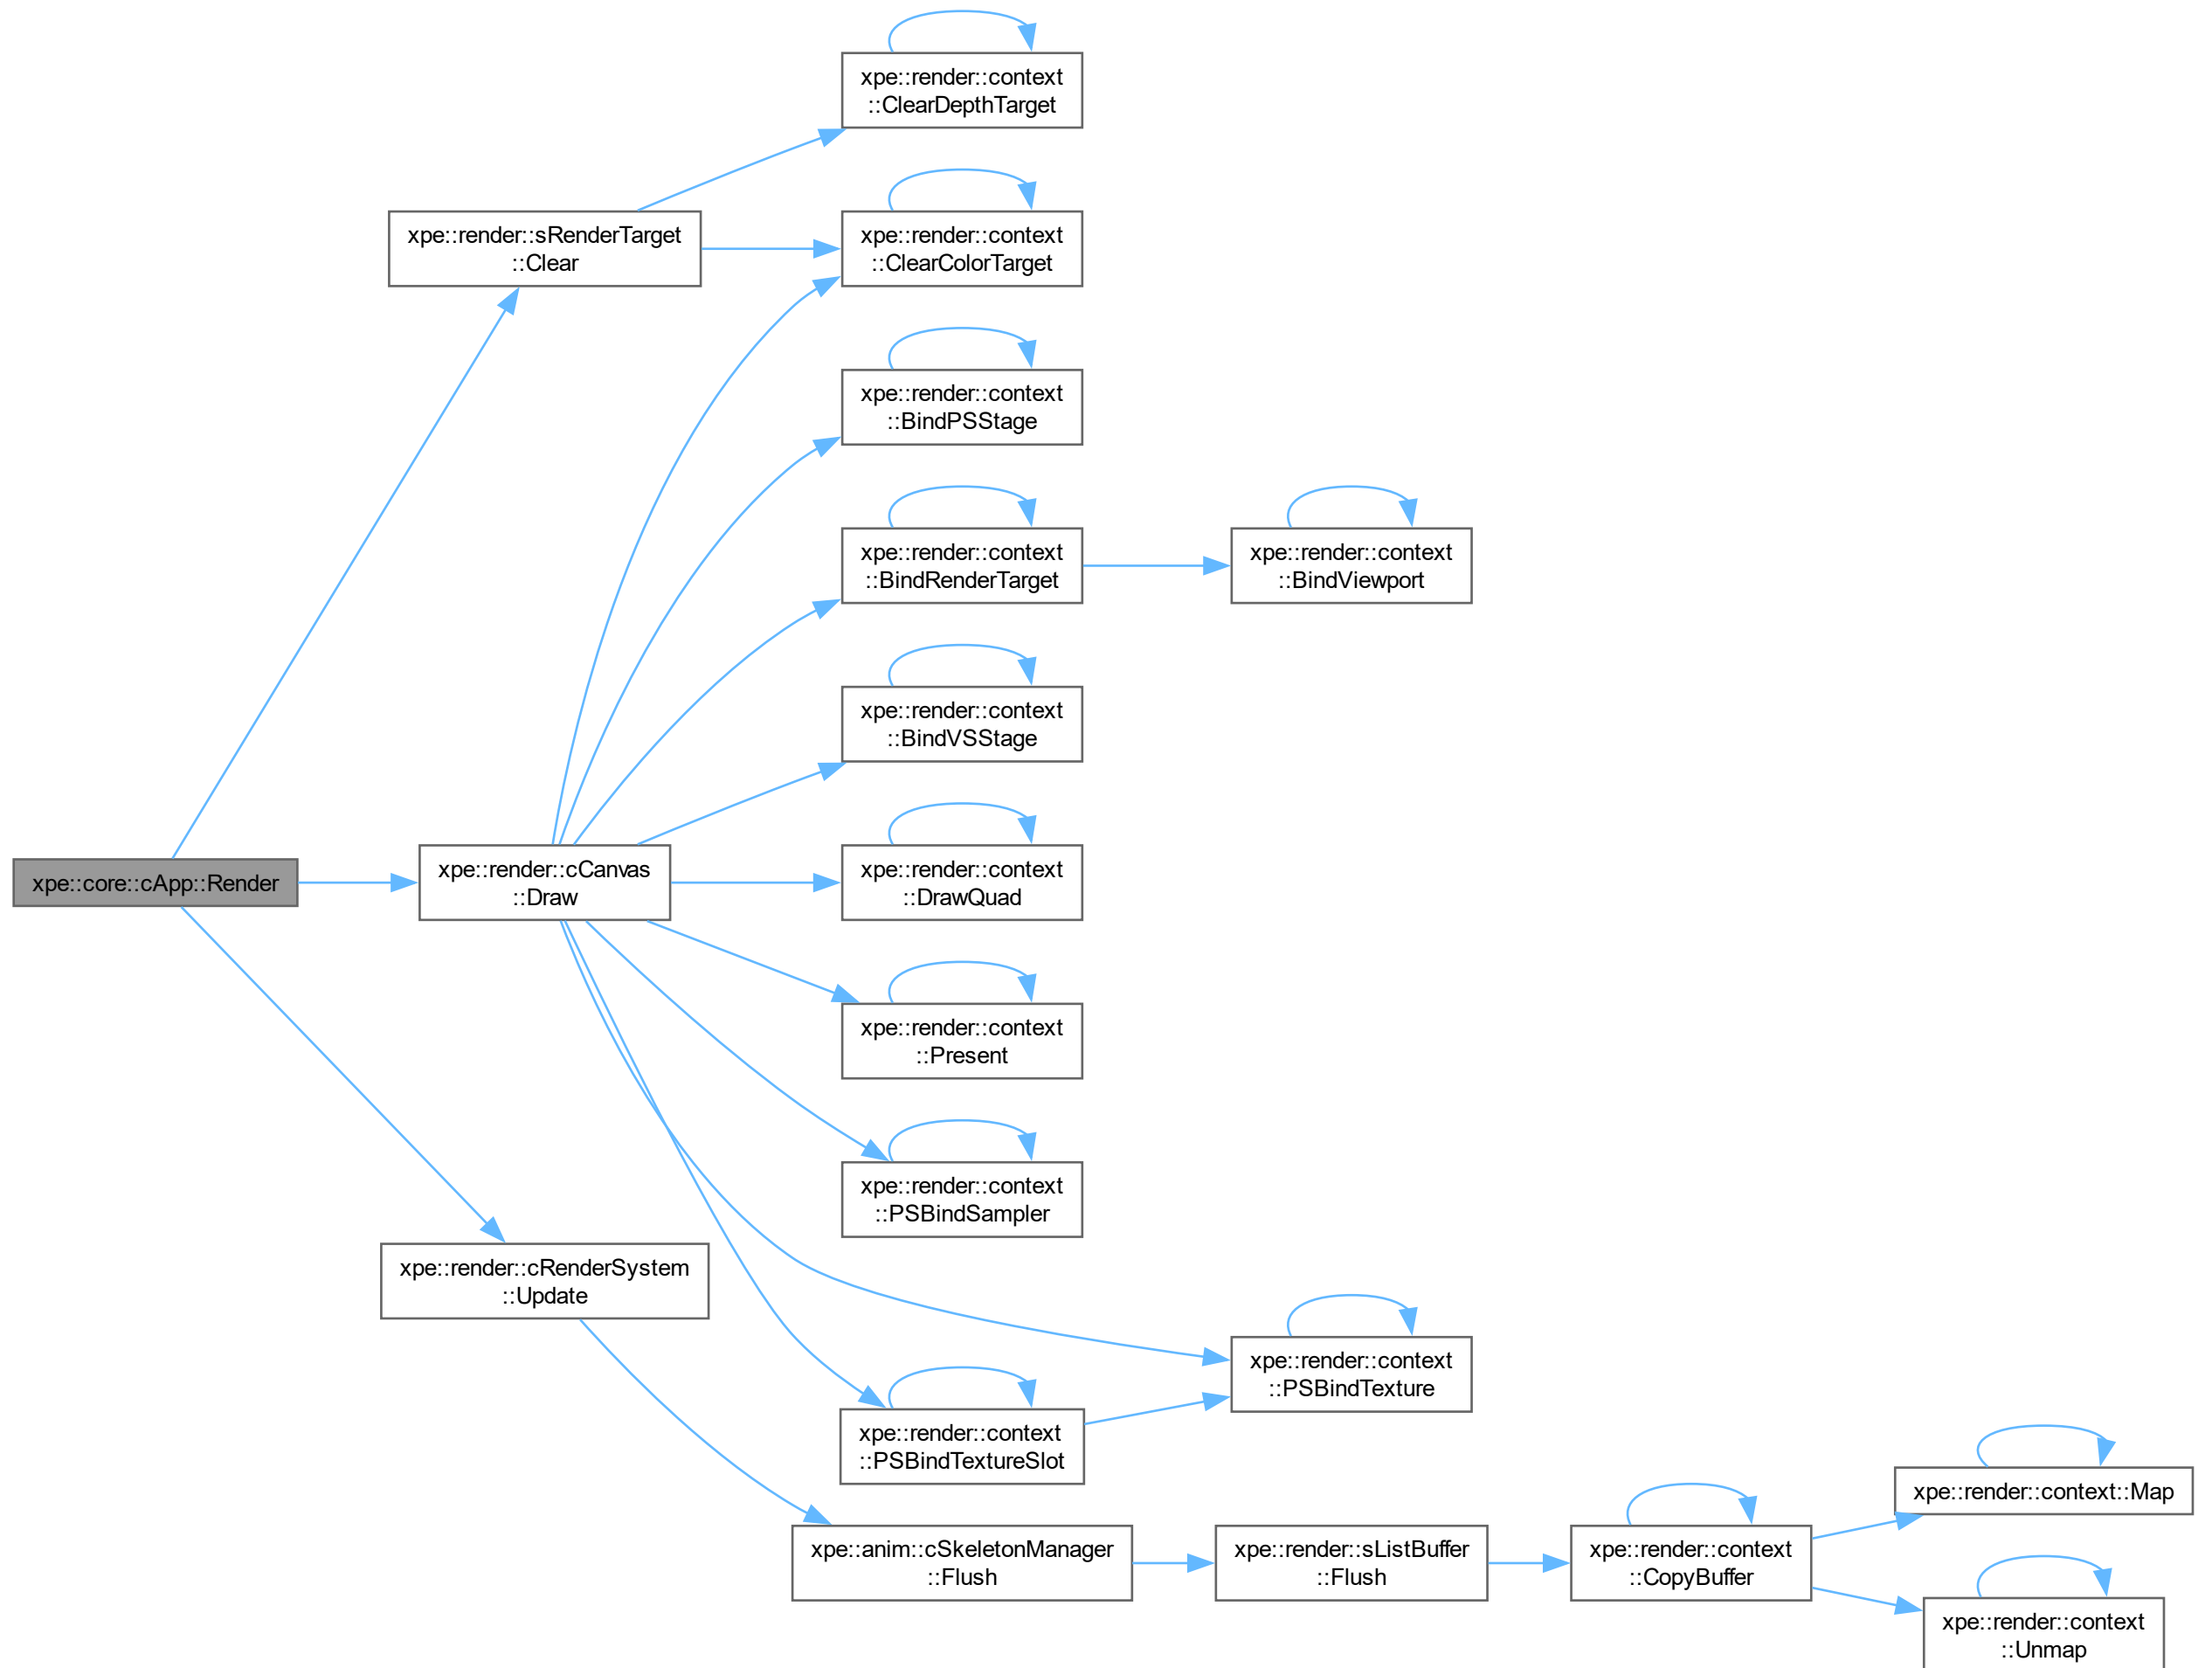 xpe::render::context
::ClearDepthTarget
xpe::render::sRenderTarget
::Clear
xpe::render::context
::ClearColorTarget
xpe::render::context
::BindPSStage
xpe::render::context
::BindRenderTarget
xpe::render::context
::BindViewport
xpe::render::context
::BindVSStage
xpe::core::cApp::Render
xpe::render::cCanvas
::Draw
xpe::render::context
::DrawQuad
xpe::render::context
::Present
xpe::render::context
::PSBindSampler
xpe::render::cRenderSystem
::Update
xpe::render::context
::PSBindTexture
xpe::render::context
::PSBindTextureSlot
xpe::render::context::Map
xpe::anim::cSkeletonManager
::Flush
xpe::render::sListBuffer
::Flush
xpe::render::context
::CopyBuffer
xpe::render::context
::Unmap